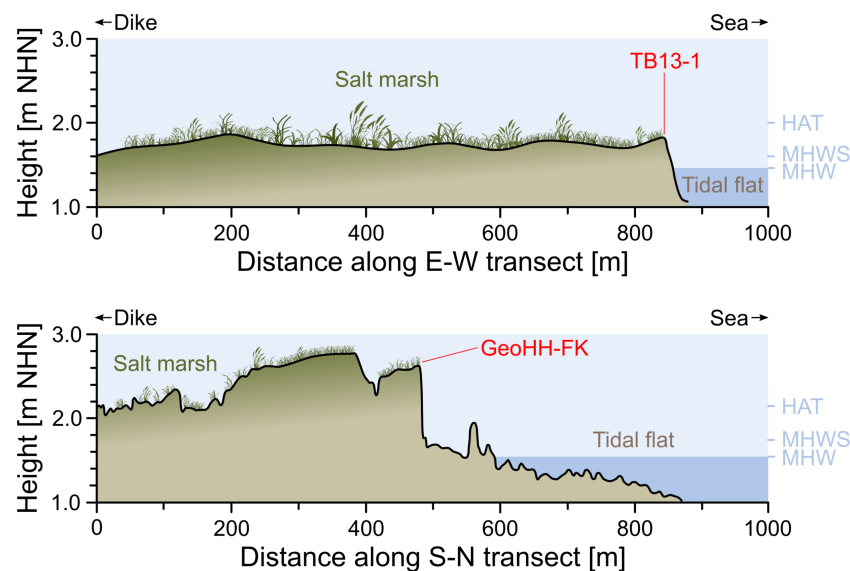 ←Dike
Sea→
3.0
2.0
1.0
Height [m NHN]
Salt marsh
TB13-1
Tidal flat
HAT
MHWS
MHW
0
200
400
600
800
1000
Distance along E-W transect [m]
←Dike
Sea→
3.0
2.0
1.0
Height [m NHN]
Salt marsh
GeoHH-FK
Tidal flat
HAT
MHWS
MHW
0
200
400
600
800
1000
Distance along S-N transect [m]